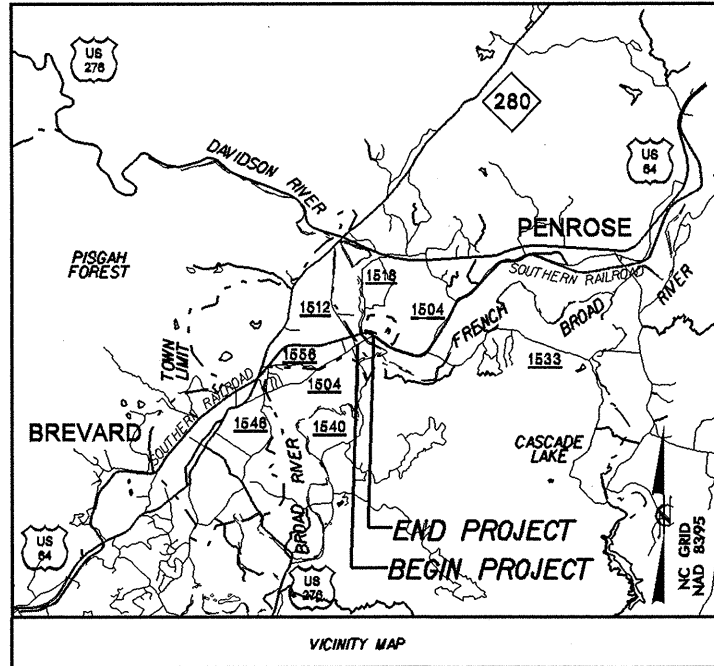 US
276
280
DAVIDSON RIVER
US
64
PENROSE
PISGAH
FOREST
1516
SOUTHERN RAILROAD
RIVER
1512
1504
FRENCH
BROAD
TOWN
LIMIT
1556
1533
SOUTHERN RAILROAD
1504
BREVARD
1548
1540
CASCADE
LAKE
BROAD RIVER
END PROJECT
BEGIN PROJECT
US
64
US
276
NC GRID
NAD 83/95
VICINITY MAP